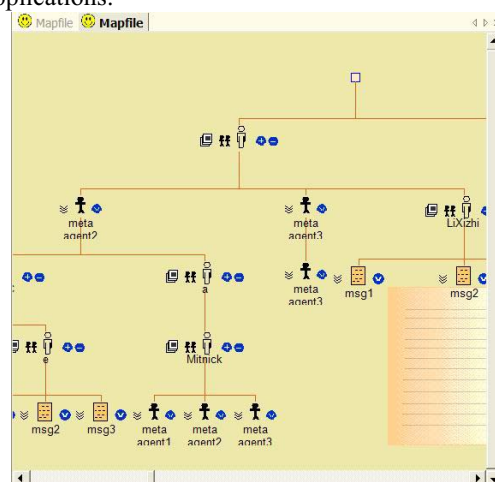 pplications.
Mapfile Mapfile
meta
agent2
meta
agent3
LiXizhi
a
meta
agent3
msg1
msg2
e
Mitnick
msg2
msg3
meta
agent1
meta
agent2
meta
agent3